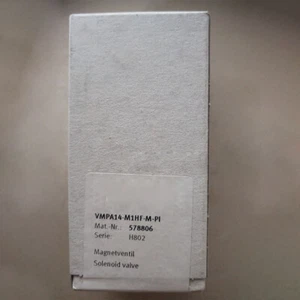 VMPA14-M1HF-M-PI
Mat.-Nr.: 578806
Serie: H802
Magnetventil
Solenoid valve